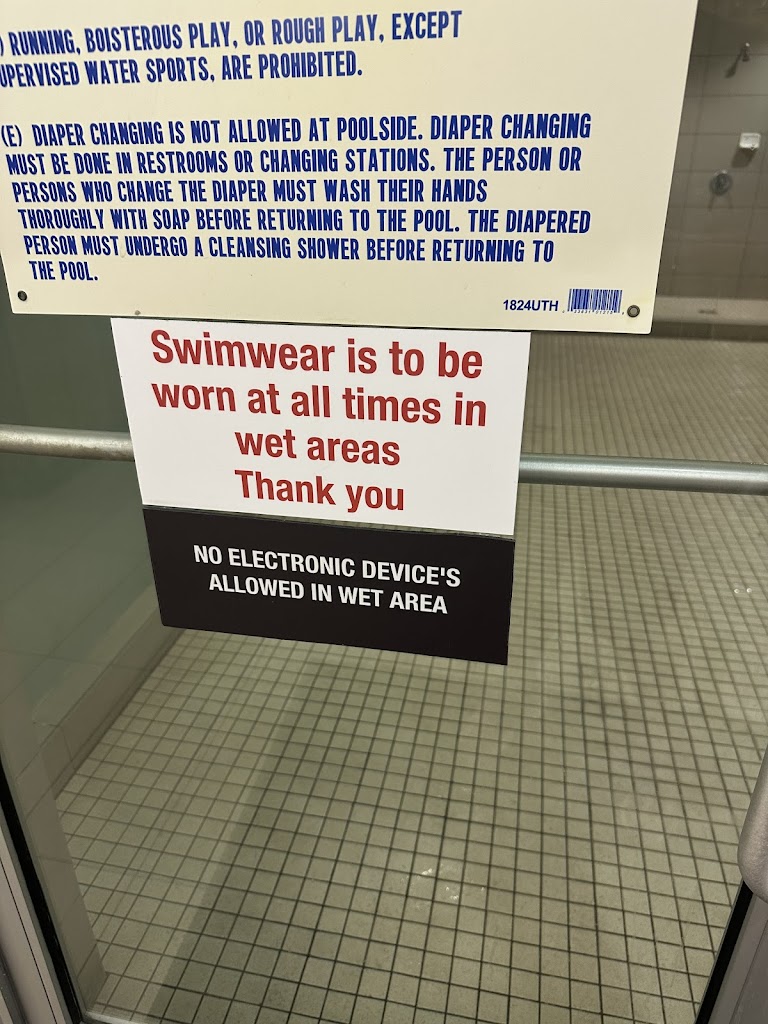 ) RUNNING, BOISTEROUS PLAY, OR ROUGH PLAY, EXCEPT
UPERVISED WATER SPORTS, ARE PROHIBITED.
(E) DIAPER CHANGING IS NOT ALLOWED AT POOLSIDE. DIAPER CHANGING
MUST BE DONE IN RESTROOMS OR CHANGING STATIONS. THE PERSON OR
PERSONS WHO CHANGE THE DIAPER MUST WASH THEIR HANDS
THOROUGHLY WITH SOAP BEFORE RETURNING TO THE POOL. THE DIAPERED
PERSON MUST UNDERGO A CLEANSING SHOWER BEFORE RETURNING TO
THE POOL.
1824UTH
Swimwear is to be
worn at all times in
wet areas
Thank you
NO ELECTRONIC DEVICE'S
ALLOWED IN WET AREA